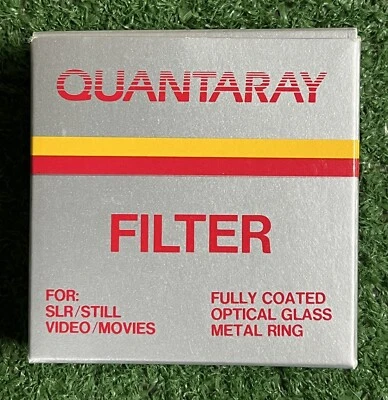 QUANTARAY
FILTER
FOR:
SLR/STILL
VIDEO/MOVIES
FULLY COATED
OPTICAL GLASS
METAL RING